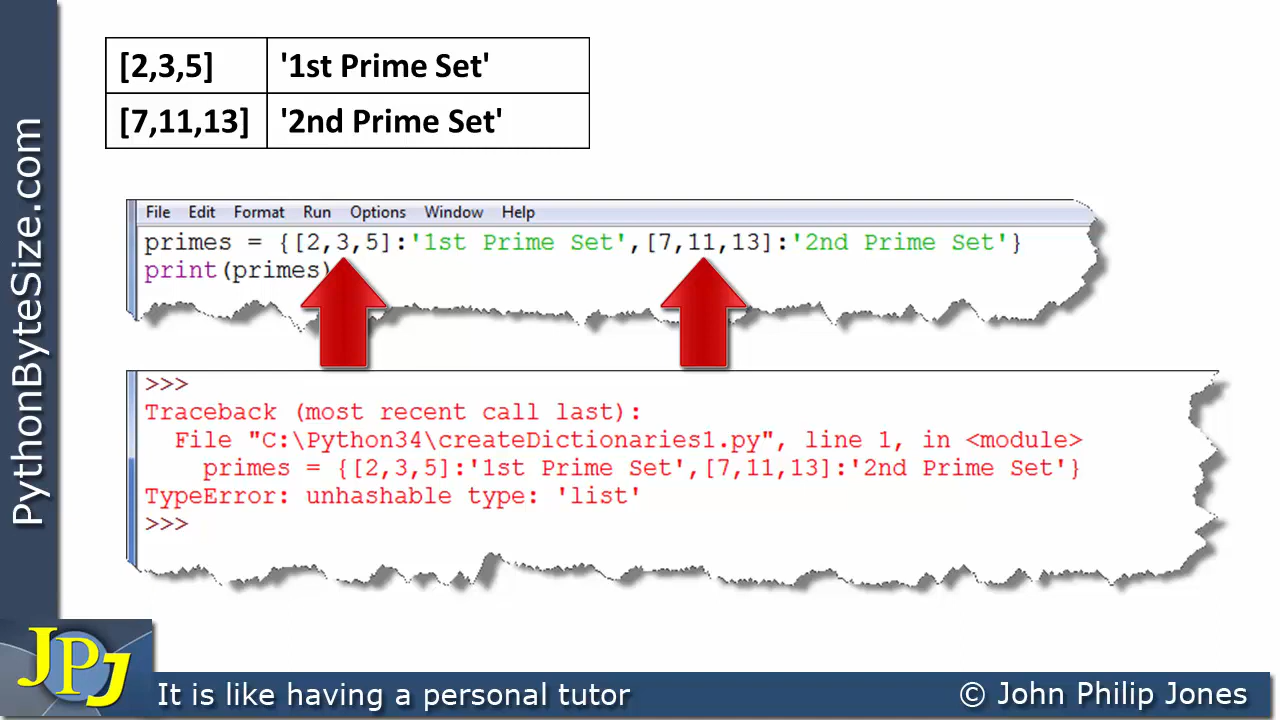 [2,3,5] '1st Prime Set'
[7,11,13] '2nd Prime Set'
File Edit Format Run Options Window Help
primes = {[2,3,5]:'1st Prime Set',[7,11,13]:'2nd Prime Set'}
print(primes)
>>>
Traceback (most recent call last):
  File "C:\Python34\createDictionaries1.py", line 1, in <module>
    primes = {[2,3,5]:'1st Prime Set',[7,11,13]:'2nd Prime Set'}
TypeError: unhashable type: 'list'
>>>
PythonByteSize.com
JPJ
It is like having a personal tutor
© John Philip Jones